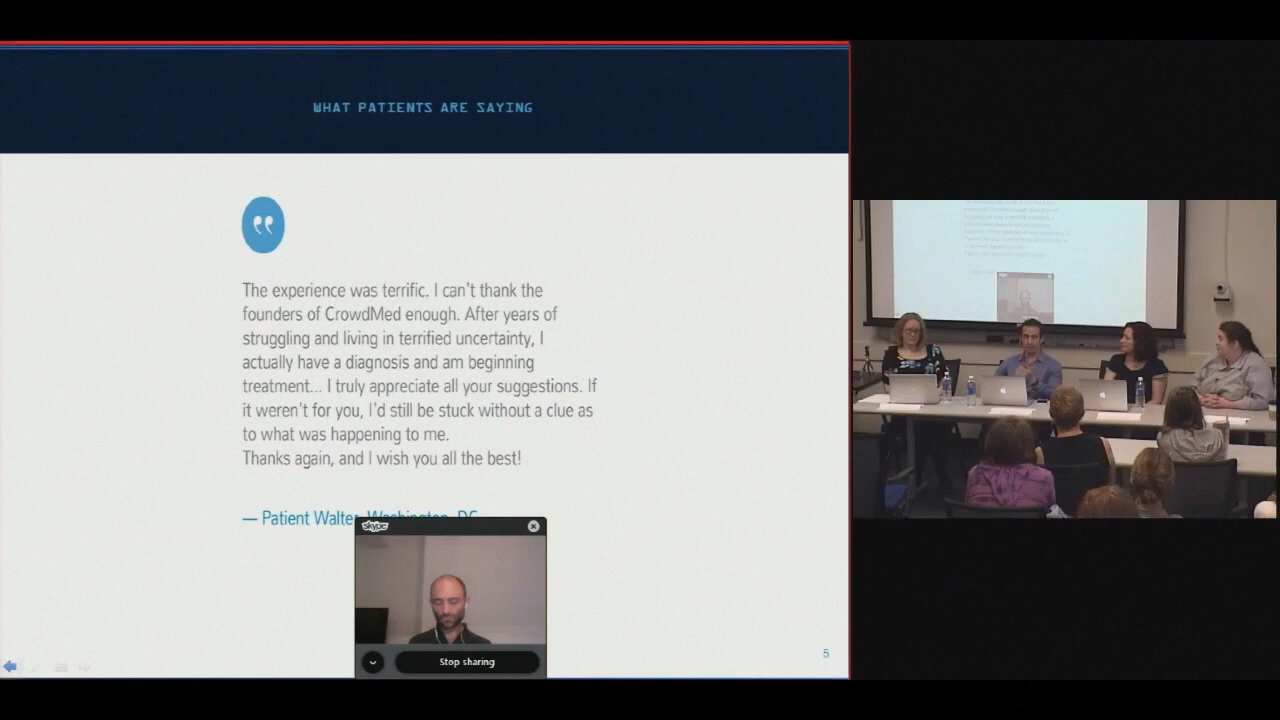 WHAT PATIENTS ARE SAYING
The experience was terrific. I can't thank the
founders of CrowdMed enough. After years of
struggling and living in terrified uncertainty, I
actually have a diagnosis and am beginning
treatment... I truly appreciate all your suggestions. If
it weren't for you, I'd still be stuck without a clue as
to what was happening to me.
Thanks again, and I wish you all the best!
— Patient Walter, Washington, DC
skype
Stop sharing
5